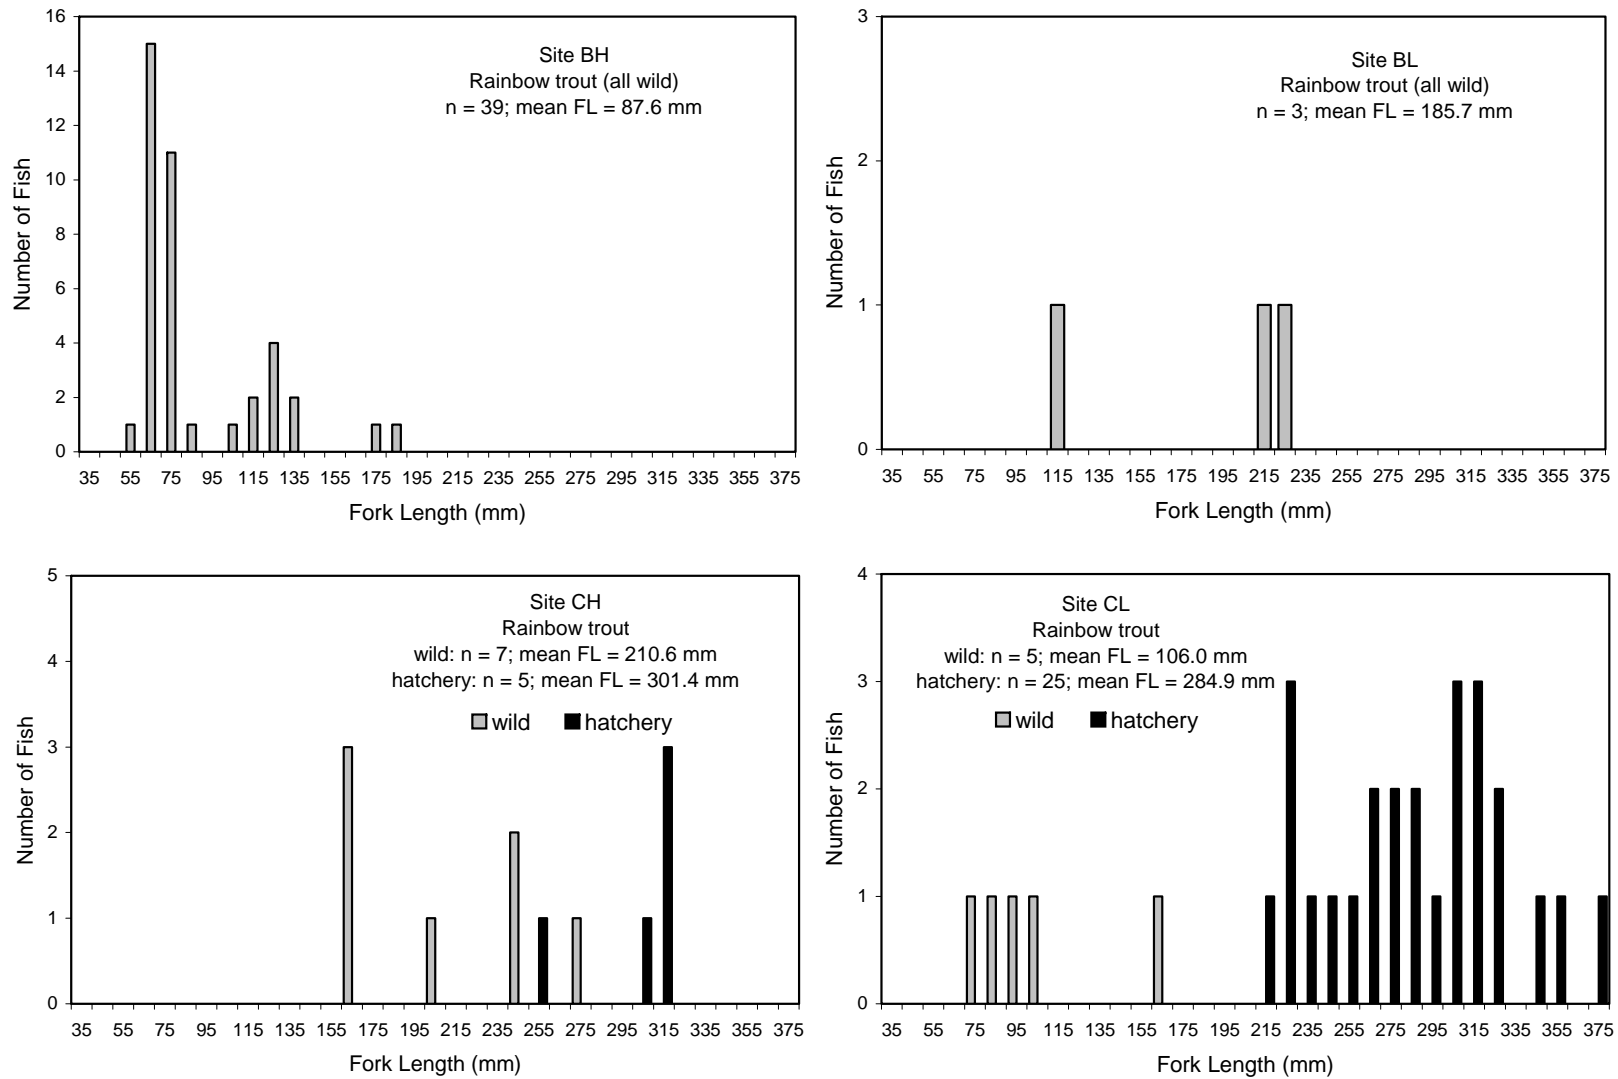 Site BH
Rainbow trout (all wild)
n = 39; mean FL = 87.6 mm
Number of Fish
16
14
12
10
8
6
4
2
0
35 55 75 95 115 135 175 195 215 235 255 275 295 315 335 355 375
Fork Length (mm)
Site BL
Rainbow trout (all wild)
n = 3; mean FL = 185.7 mm
Number of Fish
3
2
1
0
35 55 75 95 115 135 175 195 215 235 255 275 295 315 335 355 375
Fork Length (mm)
Site CH
Rainbow trout
wild: n = 7; mean FL = 210.6 mm
hatchery: n = 5; mean FL = 301.4 mm
wild hatchery
Number of Fish
5
4
3
2
1
0
35 55 75 95 115 135 175 195 215 235 255 275 295 315 335 355 375
Fork Length (mm)
Site CL
Rainbow trout
wild: n = 5; mean FL = 106.0 mm
hatchery: n = 25; mean FL = 284.9 mm
wild hatchery
Number of Fish
4
3
2
1
0
35 55 75 95 115 135 175 195 215 235 255 275 295 315 335 355 375
Fork Length (mm)